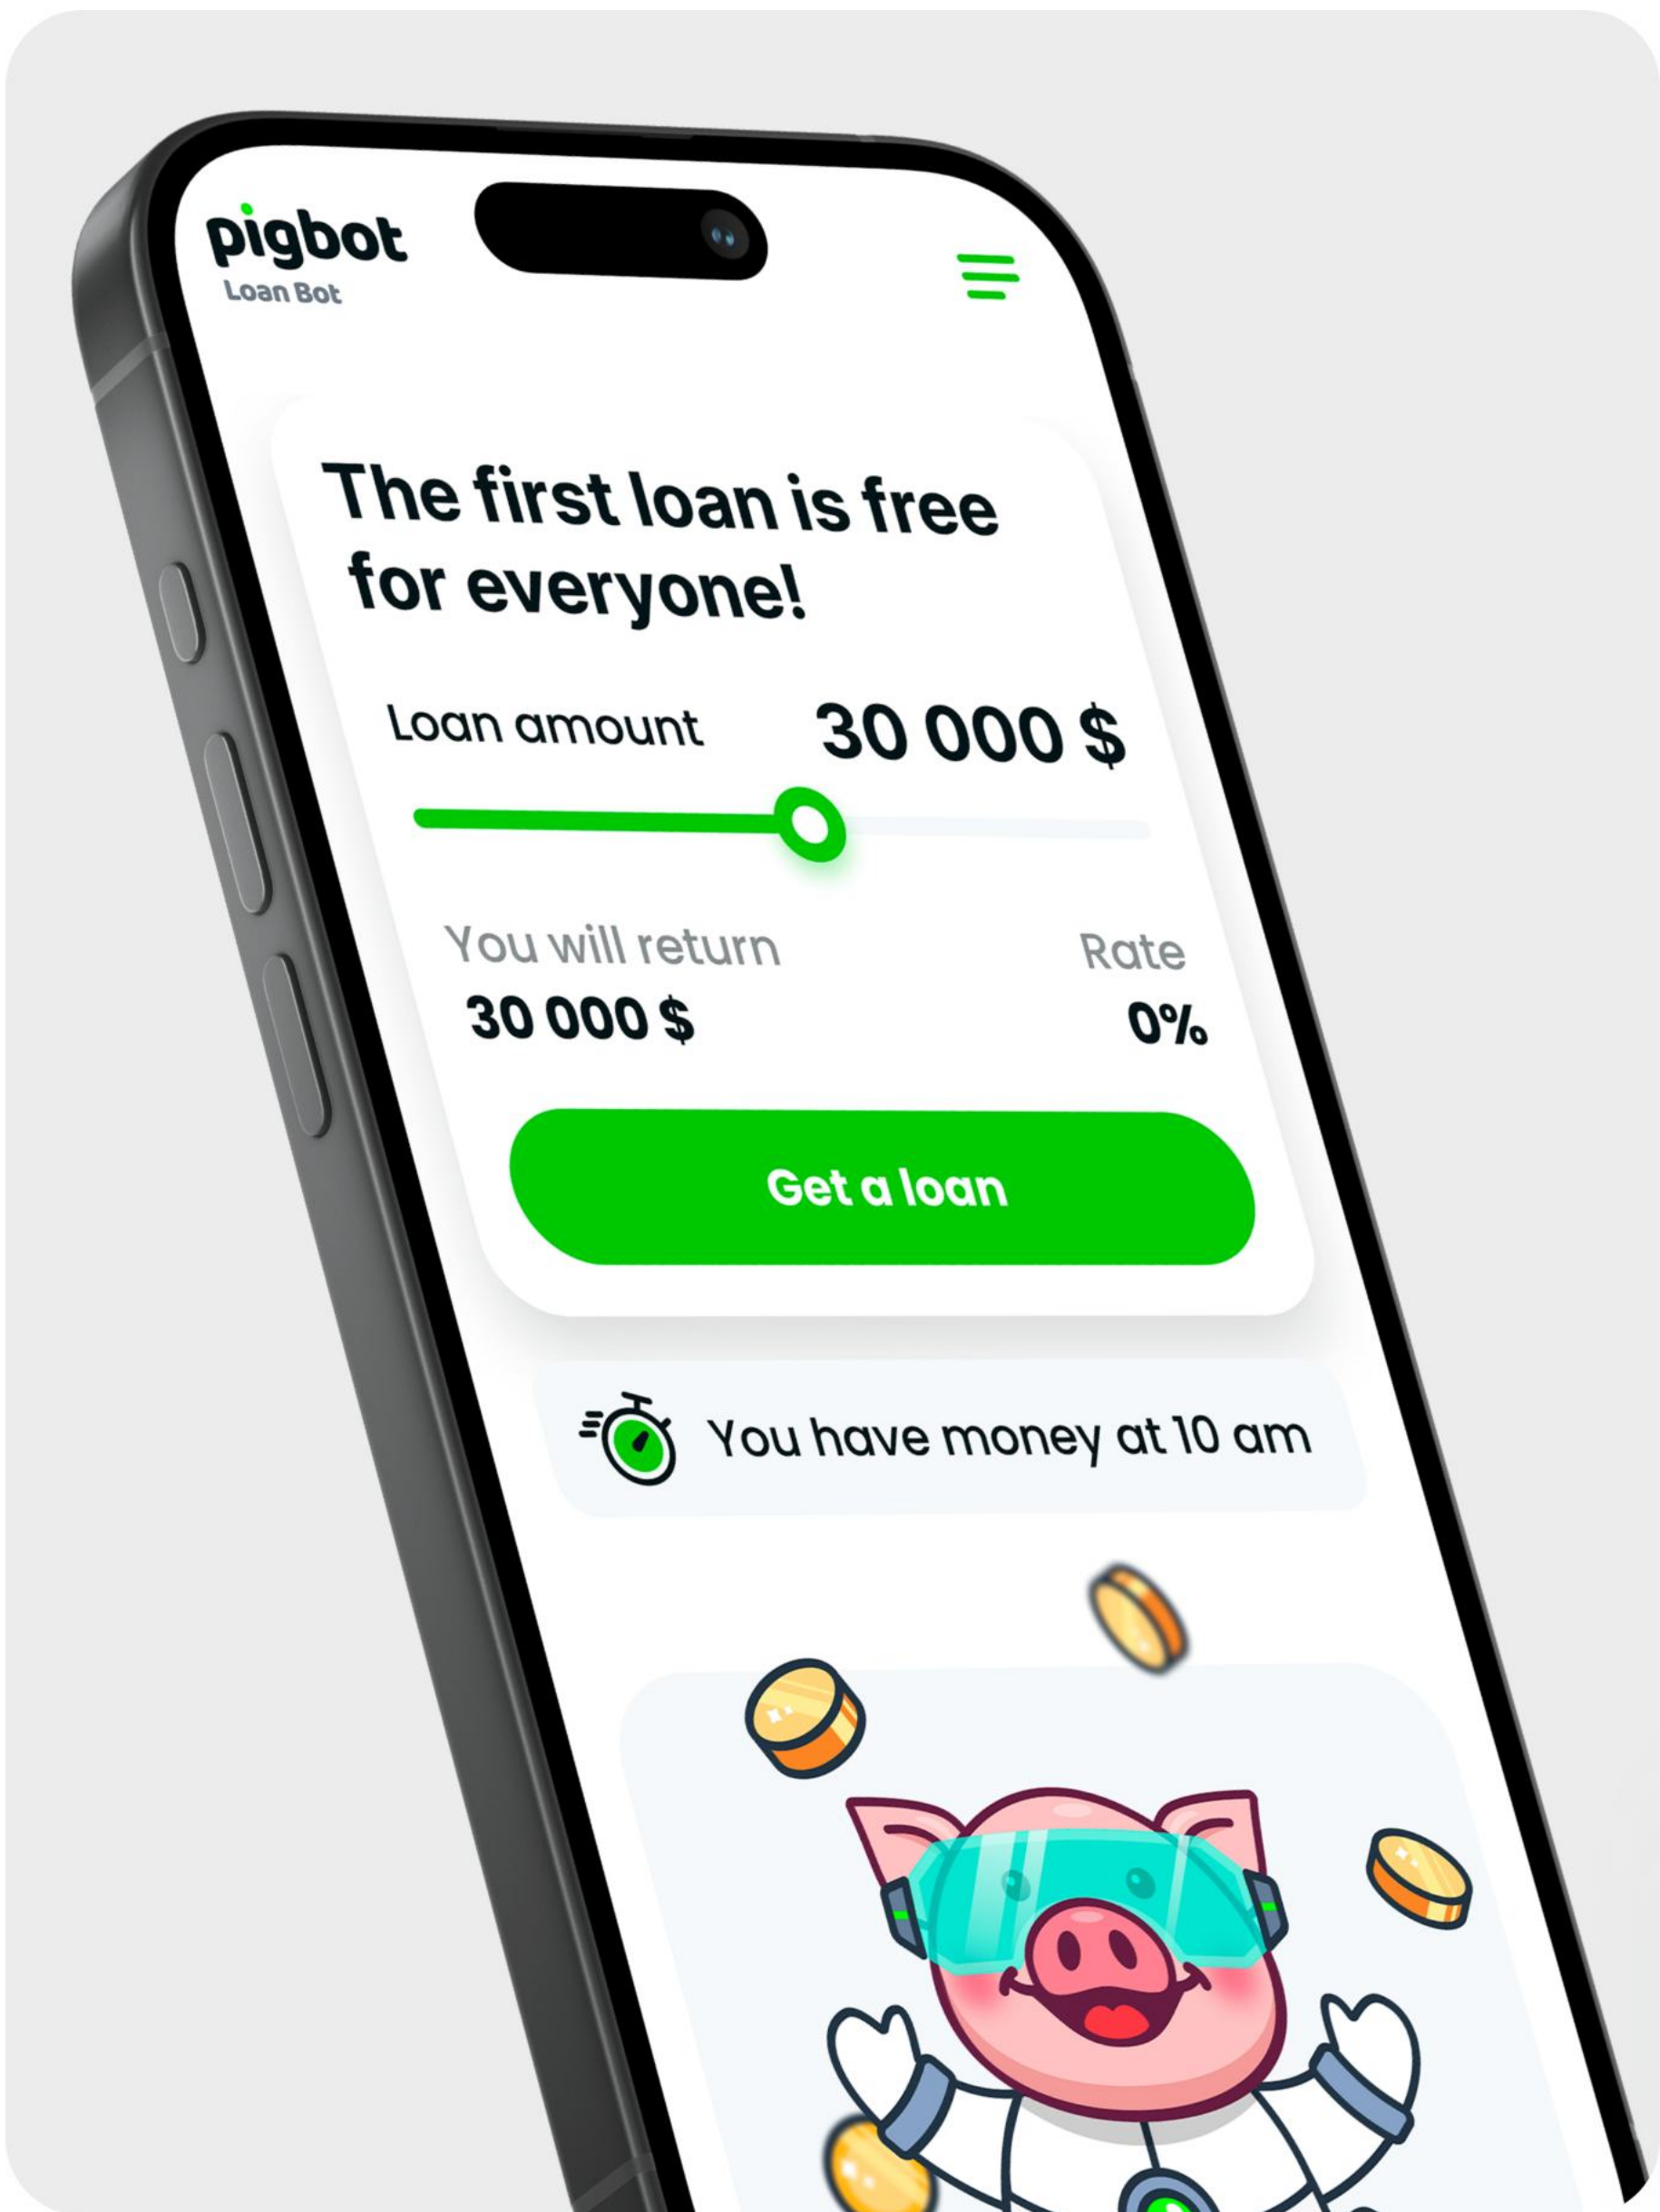 pigbot
Loan Bot
The first loan is free
for everyone!
Loan amount 30 000 $
You will return Rate
30 000 $ 0%
Get a loan
You have money at 10 am